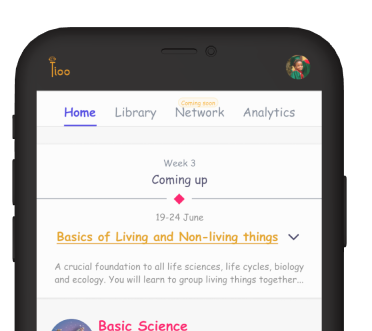 Tioo
Coming soon
Home Library Network Analytics
Week 3
Coming up
19-24 June
Basics of Living and Non-living things
A crucial foundation to all life sciences, life cycles, biology
and ecology. You will learn to group living things together...
Basic Science